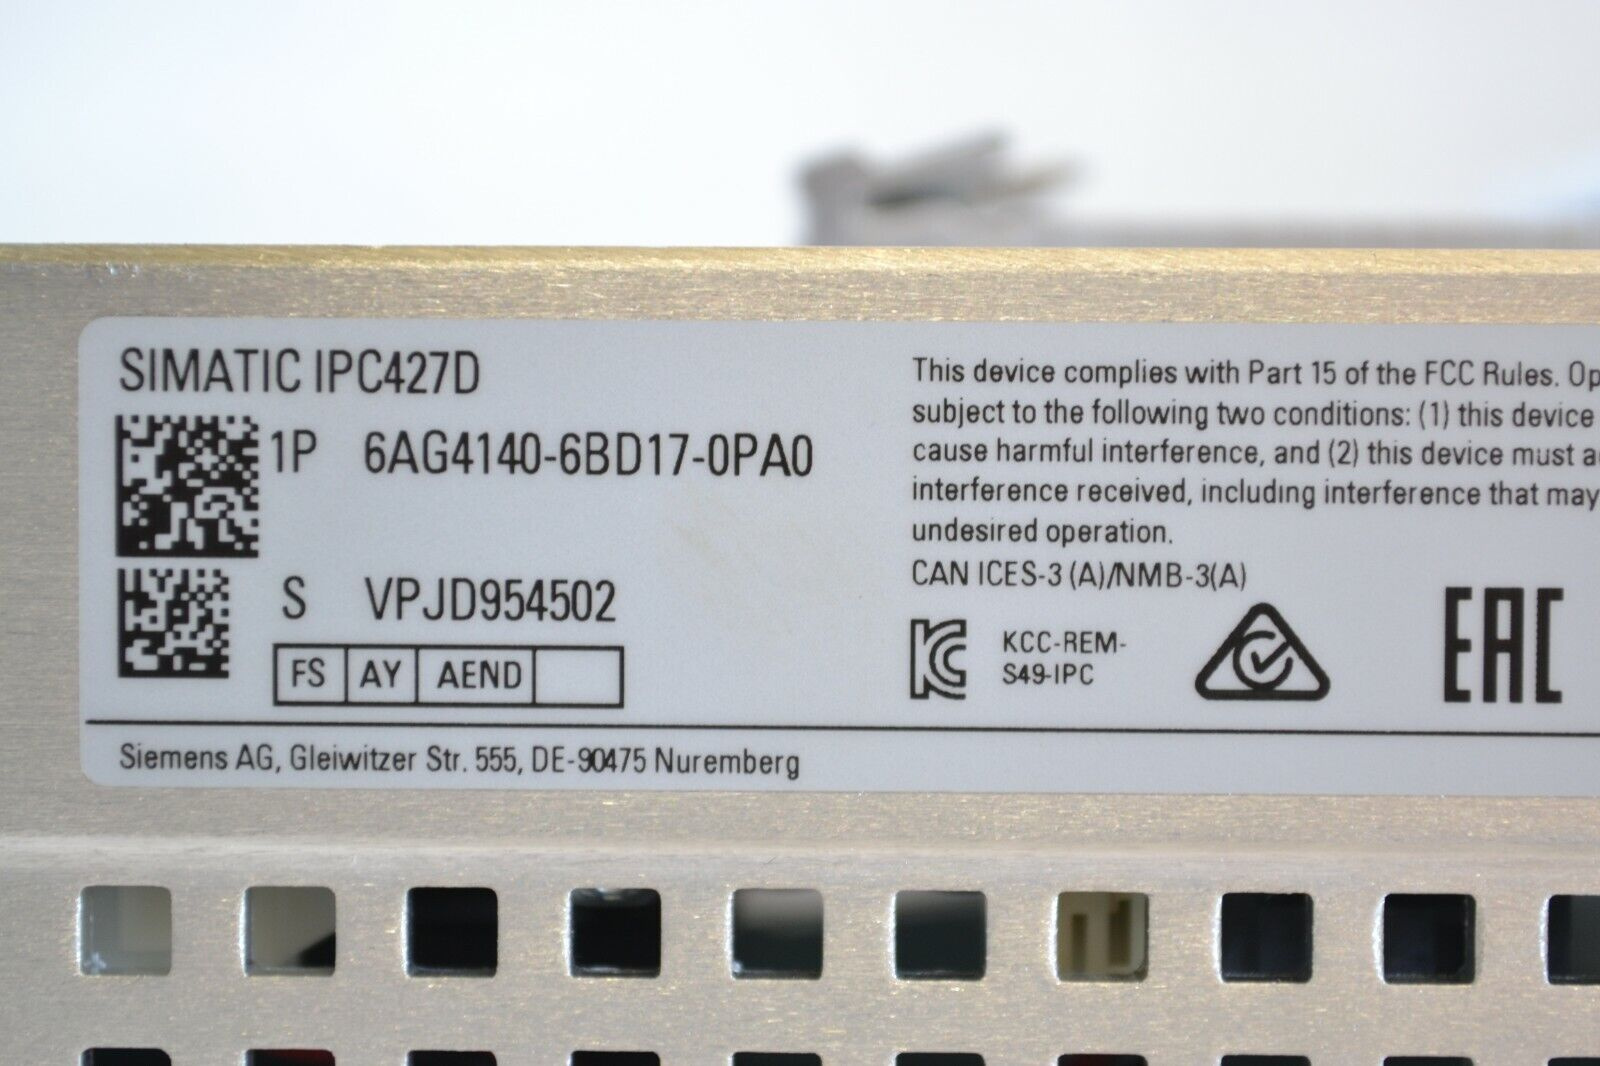 SIMATIC IPC427D
1P 6AG4140-6BD17-0PA0
S VPJD954502
FS AY AEND
Siemens AG, Gleiwitzer Str. 555, DE-90475 Nuremberg
This device complies with Part 15 of the FCC Rules. Op
subject to the following two conditions: (1) this device
cause harmful interference, and (2) this device must a
interference received, including interference that may
undesired operation.
CAN ICES-3 (A)/NMB-3(A)
KCC-REM-
S49-IPC
EAC